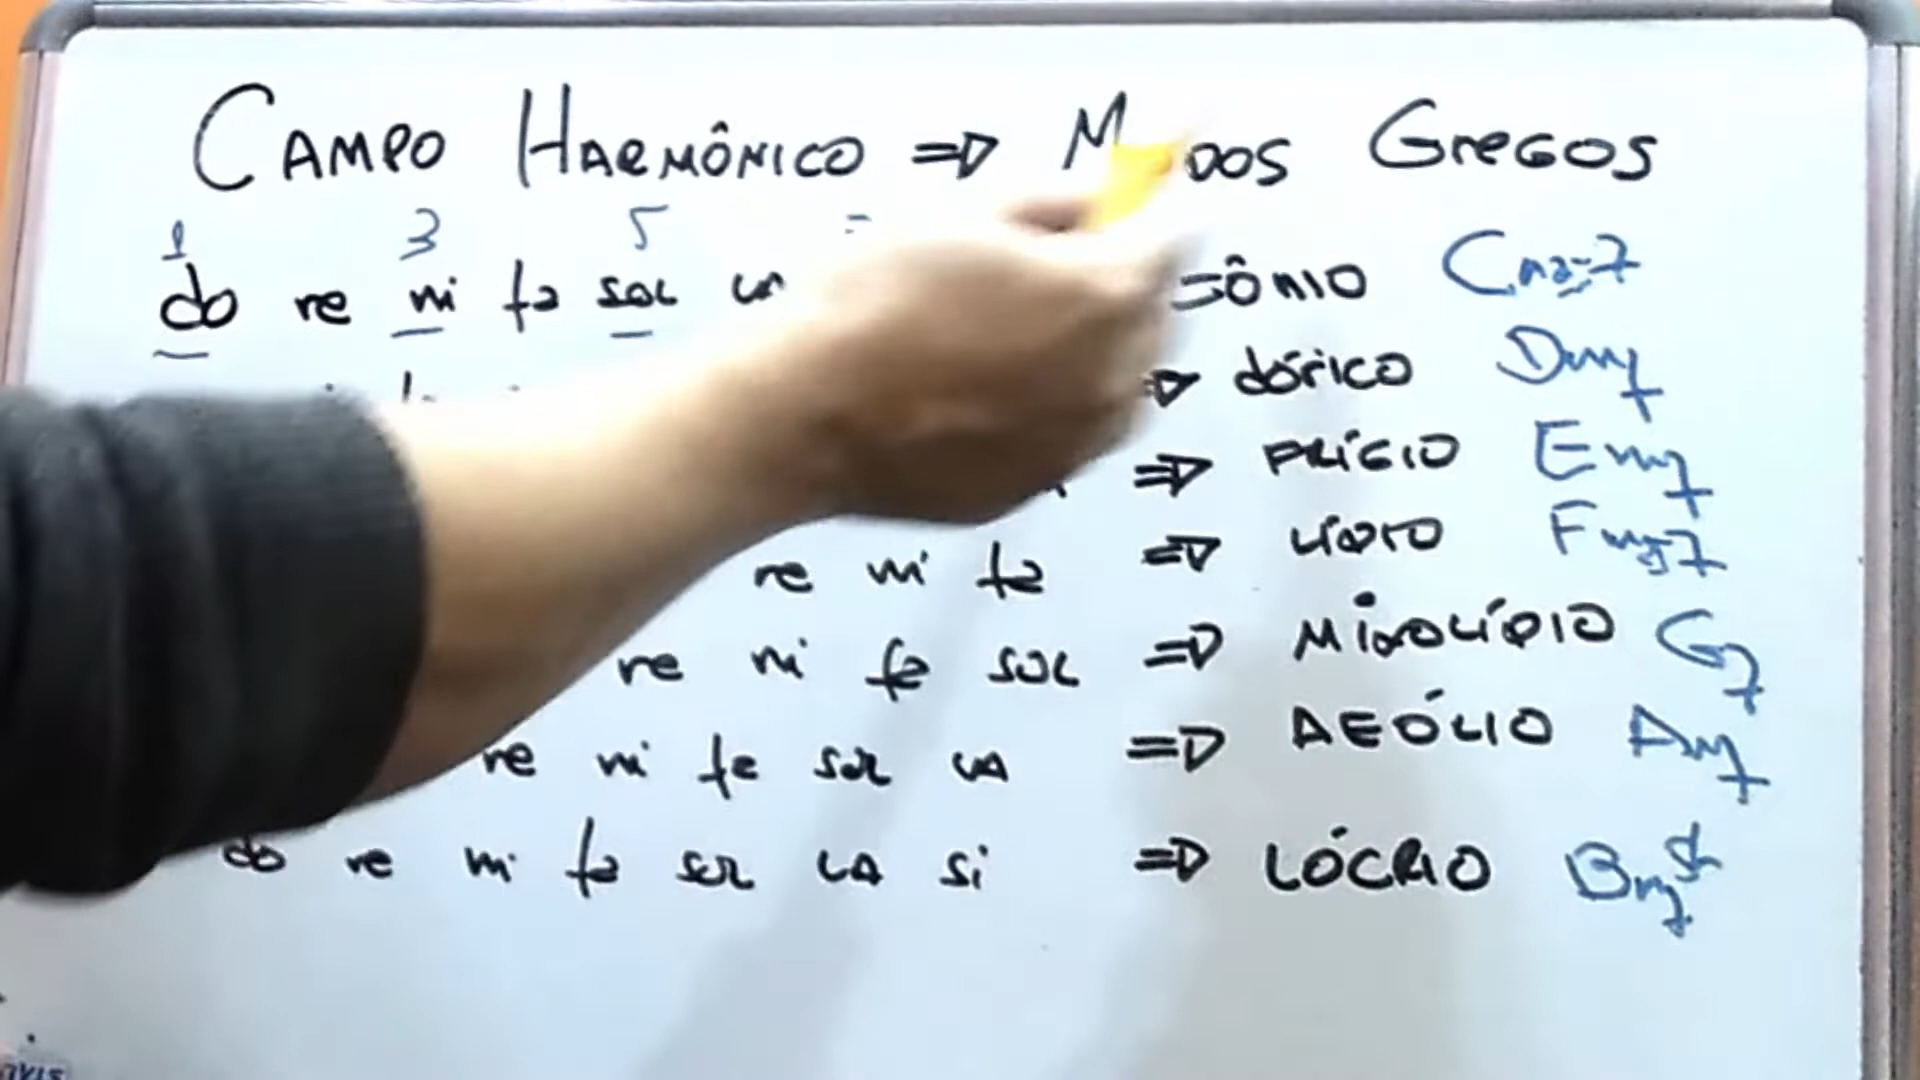 CAMPO HARMÔNICO => M DOS GREGOS
1 3 5
do re mi fa sol la => JÔNIO Cmaj7
=> dórico Dm7
=> FRÍGIO Em7
re mi fa => LÍDIO Fmaj7
re mi fa SOL => MIXOLÍDIO G7
re mi fa sol LA => AEÓLIO Am7
do re mi fa sol LA si => LÓCRIO Bm7